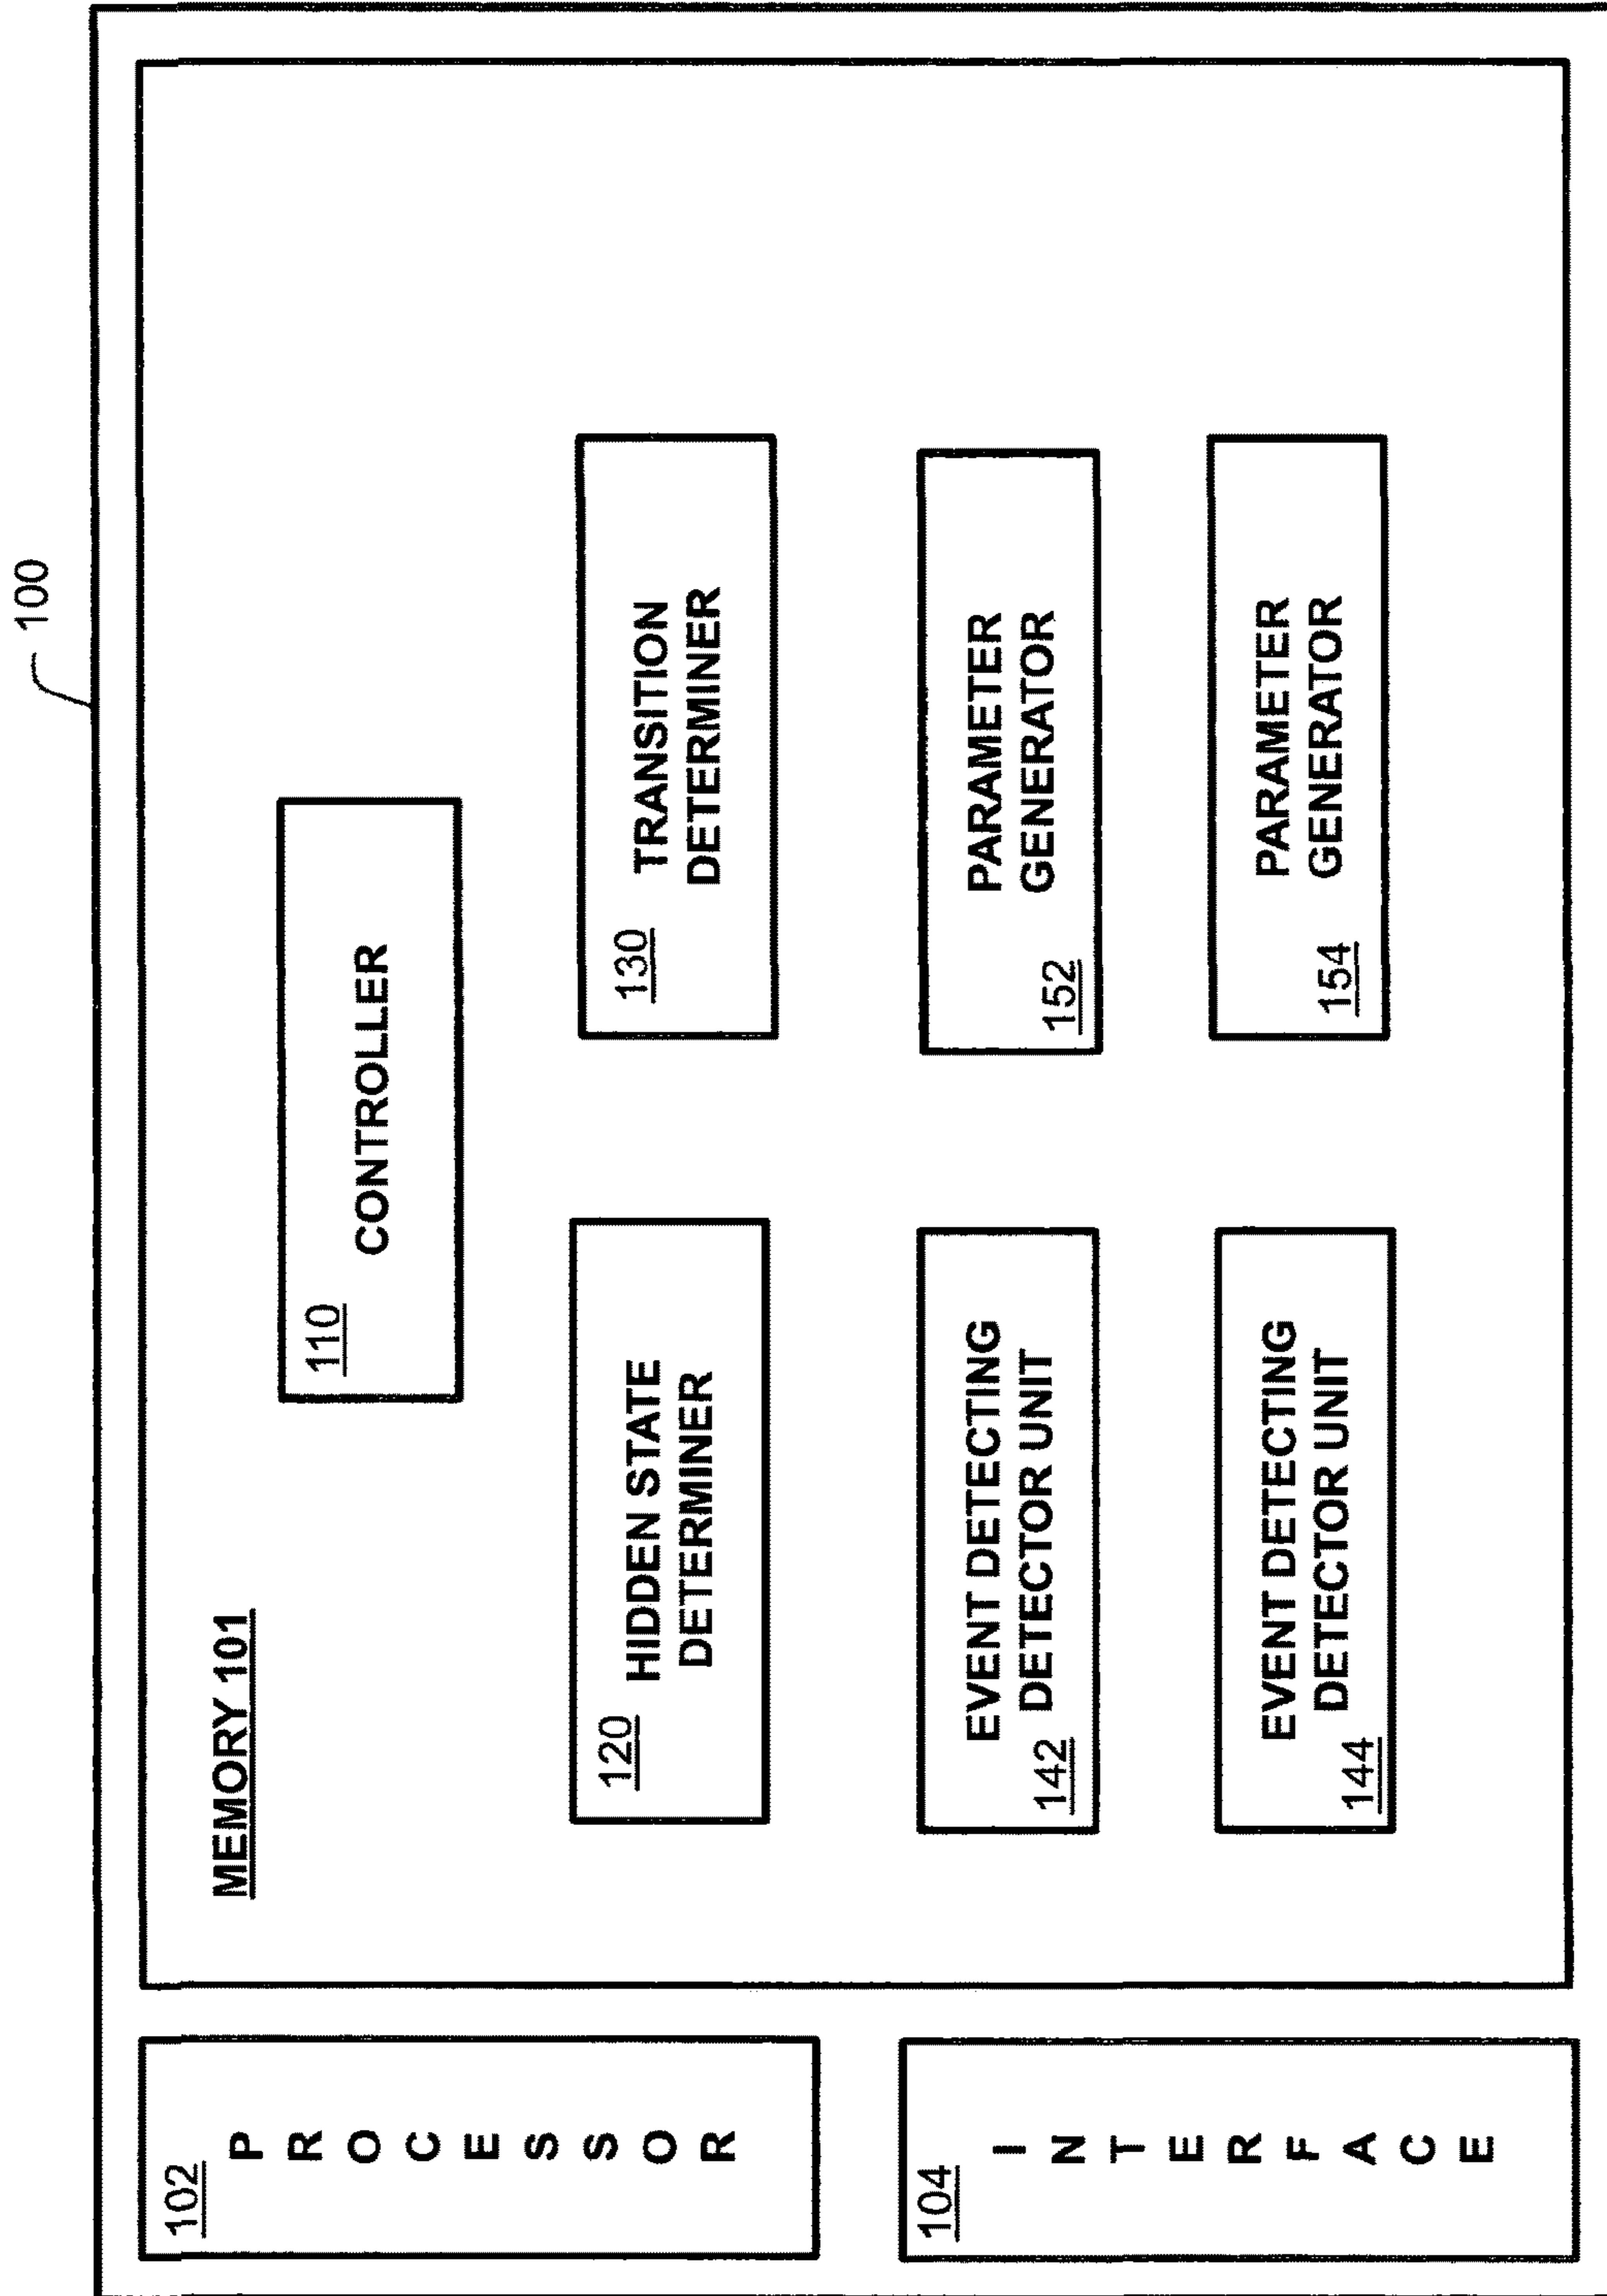 100
102
PROCESSOR
104
INTERFACE
MEMORY 101
110
CONTROLLER
120
HIDDEN STATE
DETERMINER
130
TRANSITION
DETERMINER
142
EVENT DETECTING
DETECTOR UNIT
152
PARAMETER
GENERATOR
144
EVENT DETECTING
DETECTOR UNIT
154
PARAMETER
GENERATOR